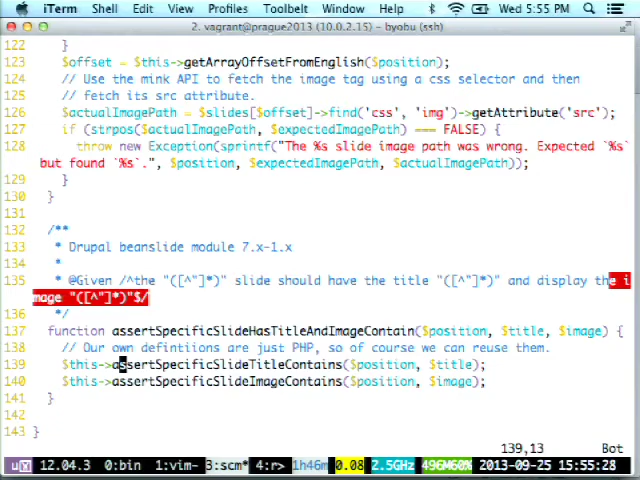 iTerm Shell Edit View Profiles Toolbelt Window Help Wed 5:55 PM
2. vagrant@prague2013 (10.0.2.15) - byobu (ssh)
122 }
123 $offset = $this->getArrayOffsetFromEnglish($position);
124 // Use the mink API to fetch the image tag using a css selector and then
125 // fetch its src attribute.
126 $actualImagePath = $slides[$offset]->find('css', 'img')->getAttribute('src');
127 if (strpos($actualImagePath, $expectedImagePath) === FALSE) {
128 throw new Exception(sprintf("The %s slide image path was wrong. Expected `%s`
but found `%s`.", $position, $expectedImagePath, $actualImagePath));
129 }
130 }
131
132 /**
133 * Drupal beanslide module 7.x-1.x
134 *
135 * @Given /^the "([^"]*)" slide should have the title "([^"]*)" and display the i
mage "([^"]*)"$/
136 */
137 function assertSpecificSlideHasTitleAndImageContain($position, $title, $image) {
138 // Our own defintiions are just PHP, so of course we can reuse them.
139 $this->assertSpecificSlideTitleContains($position, $title);
140 $this->assertSpecificSlideImageContains($position, $image);
141 }
142
143 }
139,13 Bot
12.04.3 0:bin 1:vim- 3:scm* 4:r> 1h46m 0.08 2.5GHz 496M60% 2013-09-25 15:55:28